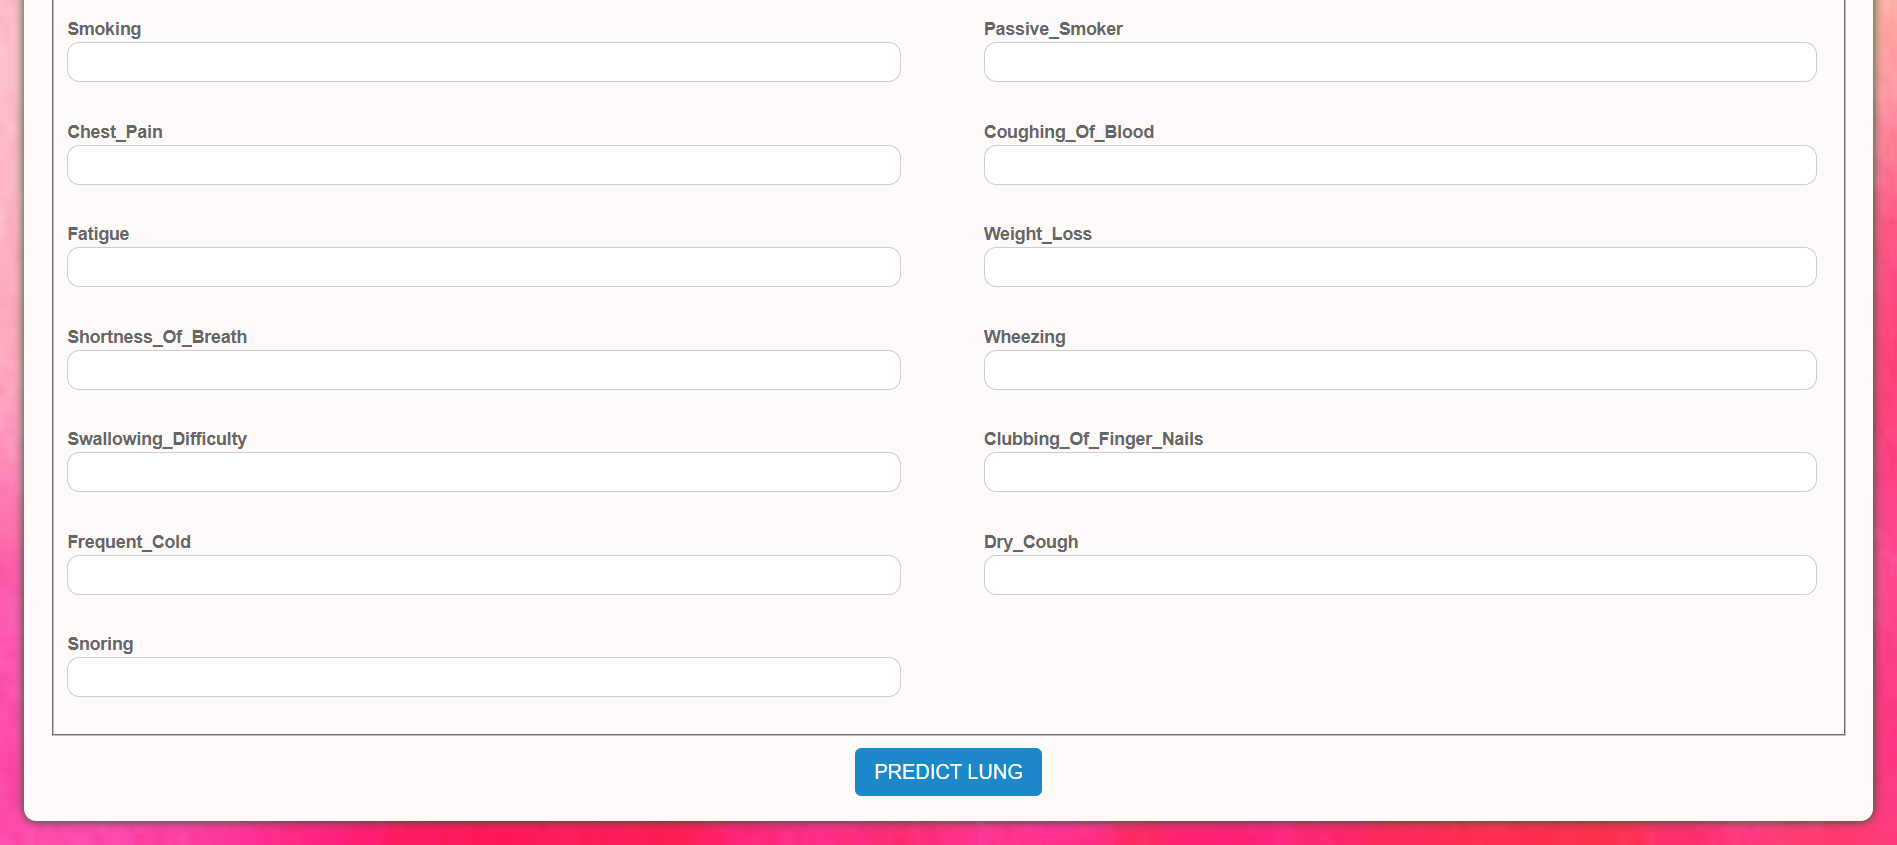 Smoking
Passive_Smoker
Chest_Pain
Coughing_Of_Blood
Fatigue
Weight_Loss
Shortness_Of_Breath
Wheezing
Swallowing_Difficulty
Clubbing_Of_Finger_Nails
Frequent_Cold
Dry_Cough
Snoring
PREDICT LUNG